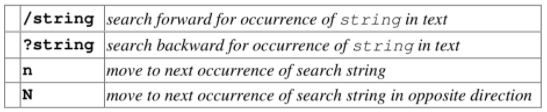 /string search forward for occurrence of string in text
?string search backward for occurrence of string in text
n move to next occurrence of search string
N move to next occurrence of search string in opposite direction